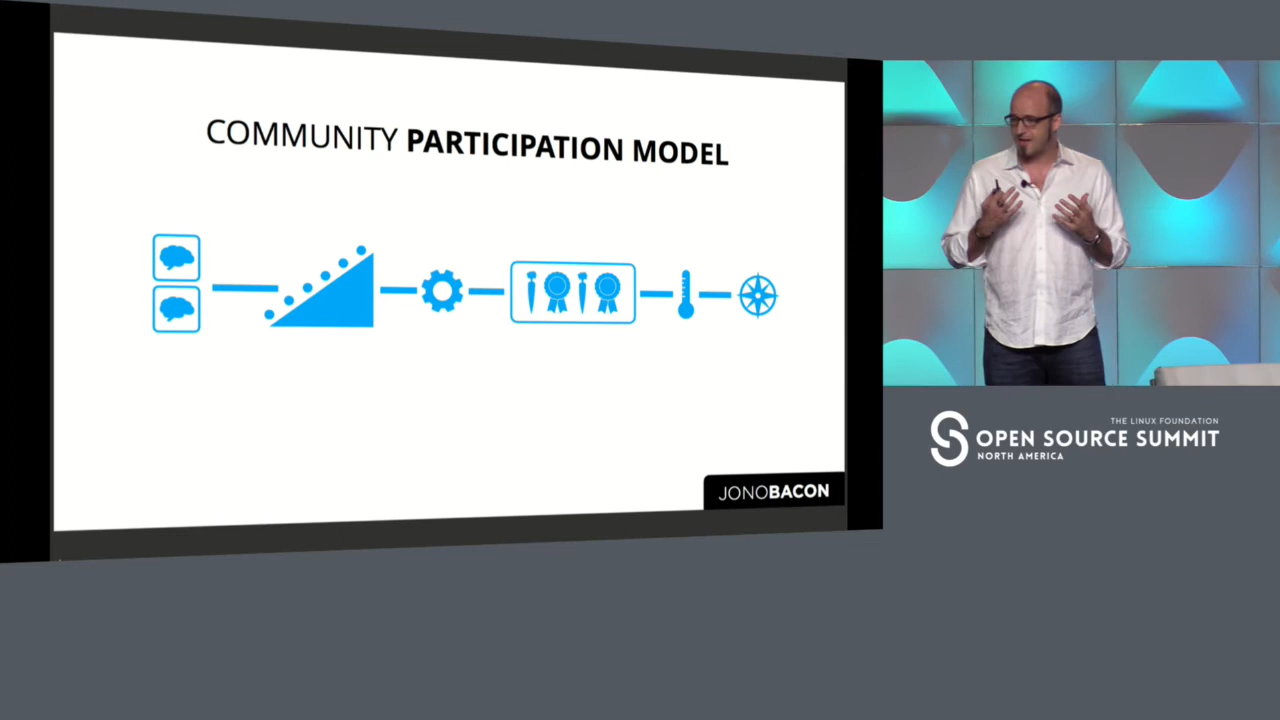 COMMUNITY PARTICIPATION MODEL
JONOBACON
THE LINUX FOUNDATION
OPEN SOURCE SUMMIT
NORTH AMERICA